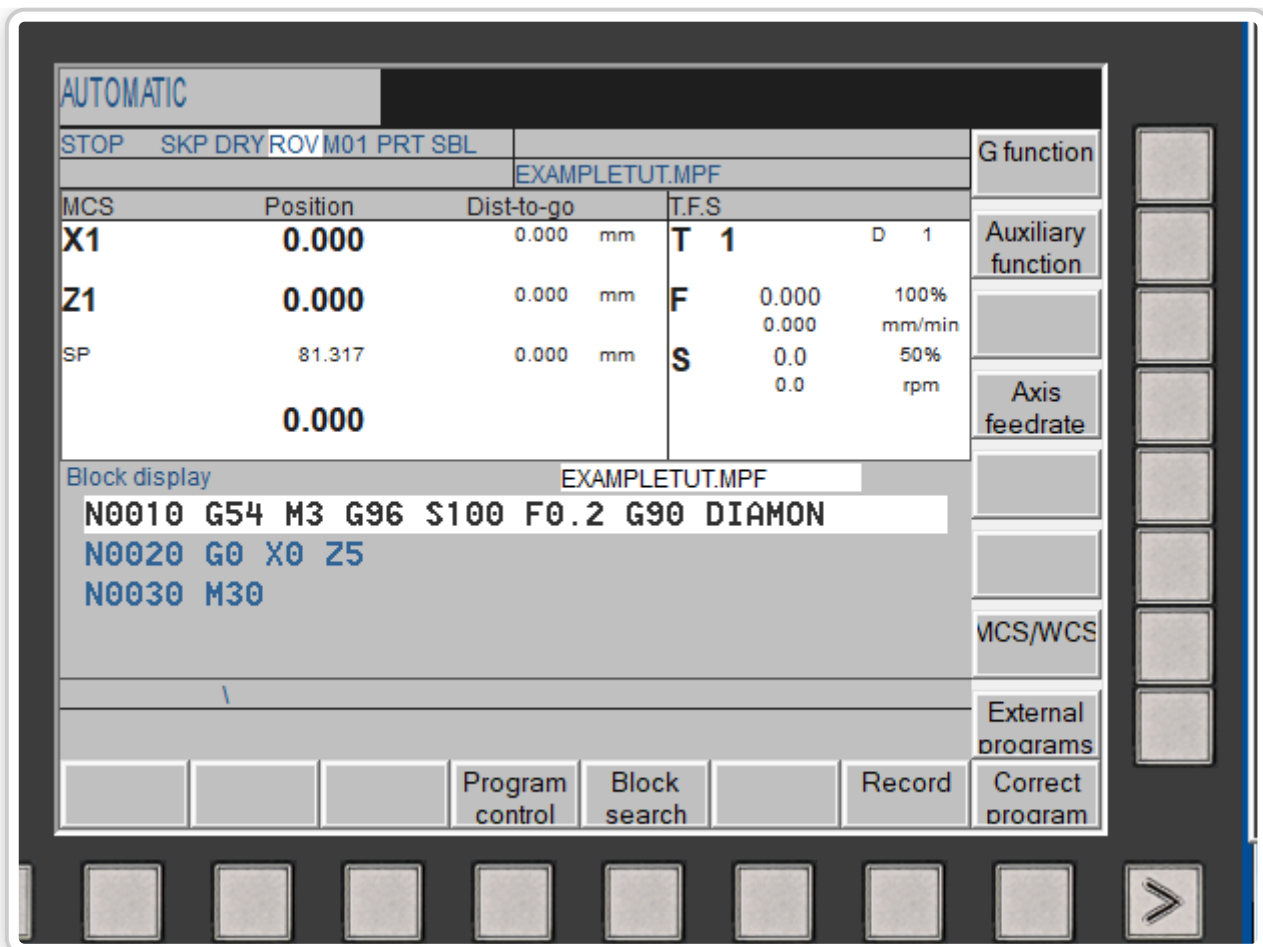 AUTOMATIC
STOP SKP DRY ROV M01 PRT SBL
EXAMPLETUT.MPF
MCS Position Dist-to-go T.F.S
X1 0.000 0.000 mm T 1 D 1
Z1 0.000 0.000 mm F 0.000 100%
0.000 mm/min
SP 81.317 0.000 mm S 0.0 50%
0.0 rpm
0.000
Block display EXAMPLETUT.MPF
N0010 G54 M3 G96 S100 F0.2 G90 DIAMON
N0020 G0 X0 Z5
N0030 M30
\
G function
Auxiliary
function
Axis
feedrate
MCS/WCS
External
programs
Program
control
Block
search
Record
Correct
program
>